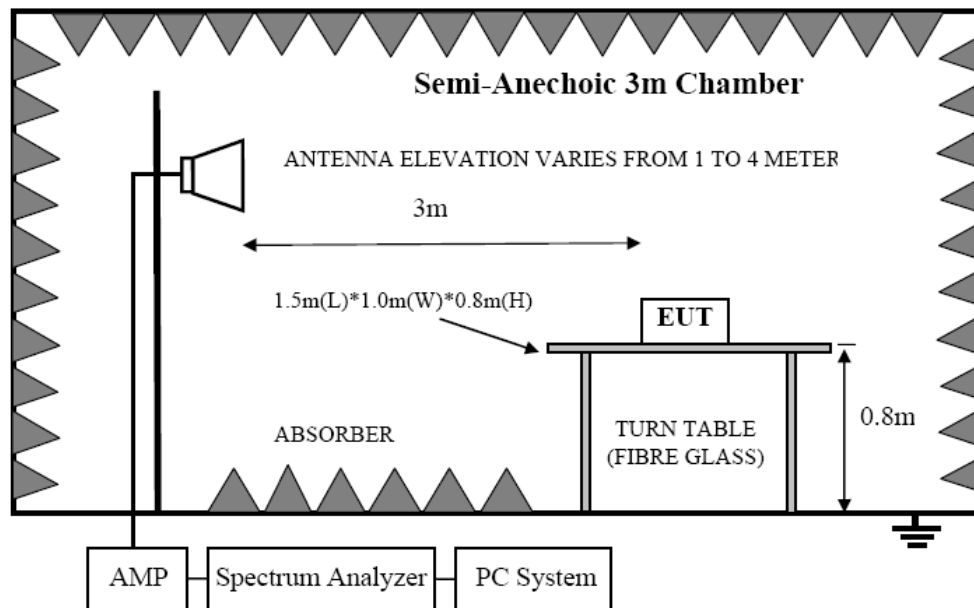 Semi-Anechoic 3m Chamber
ANTENNA ELEVATION VARIES FROM 1 TO 4 METER
3m
1.5m(L)*1.0m(W)*0.8m(H)
EUT
0.8m
ABSORBER
TURN TABLE
(FIBRE GLASS)
AMP
Spectrum Analyzer
PC System